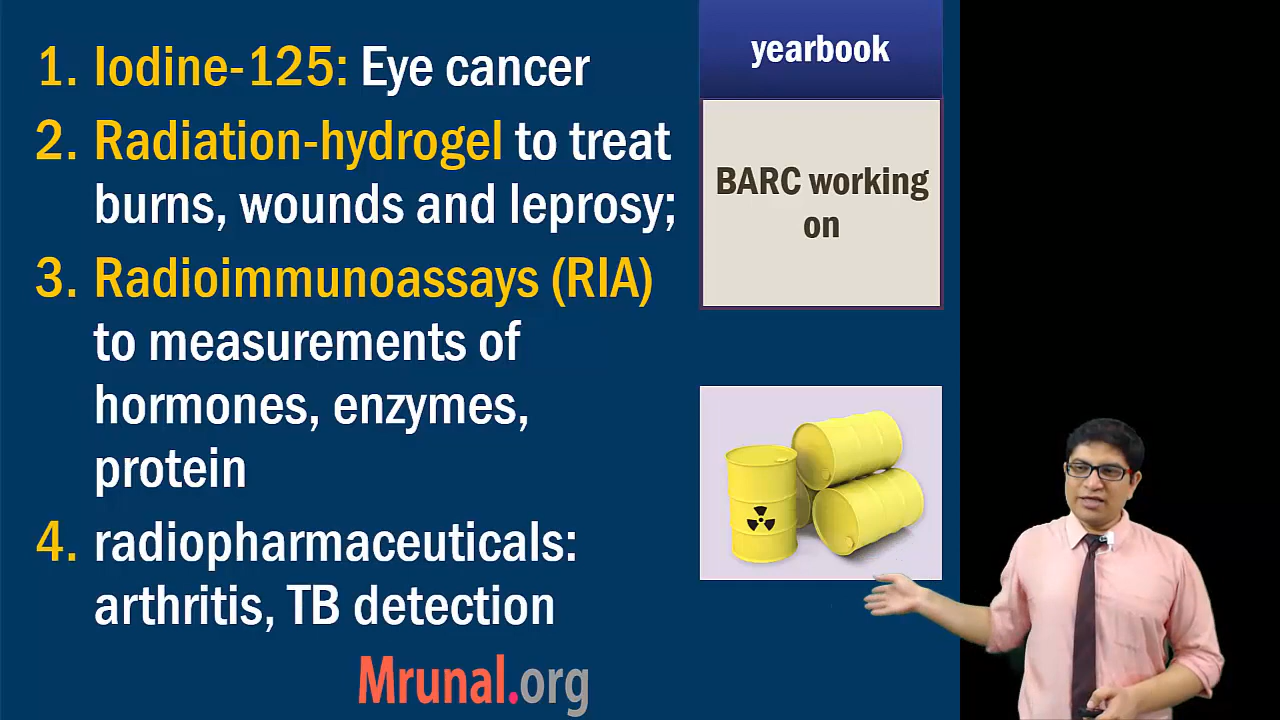 1. Iodine-125: Eye cancer
2. Radiation-hydrogel to treat
burns, wounds and leprosy;
3. Radioimmunoassays (RIA)
to measurements of
hormones, enzymes,
protein
4. radiopharmaceuticals:
arthritis, TB detection
yearbook
BARC working
on
Mrunal.org